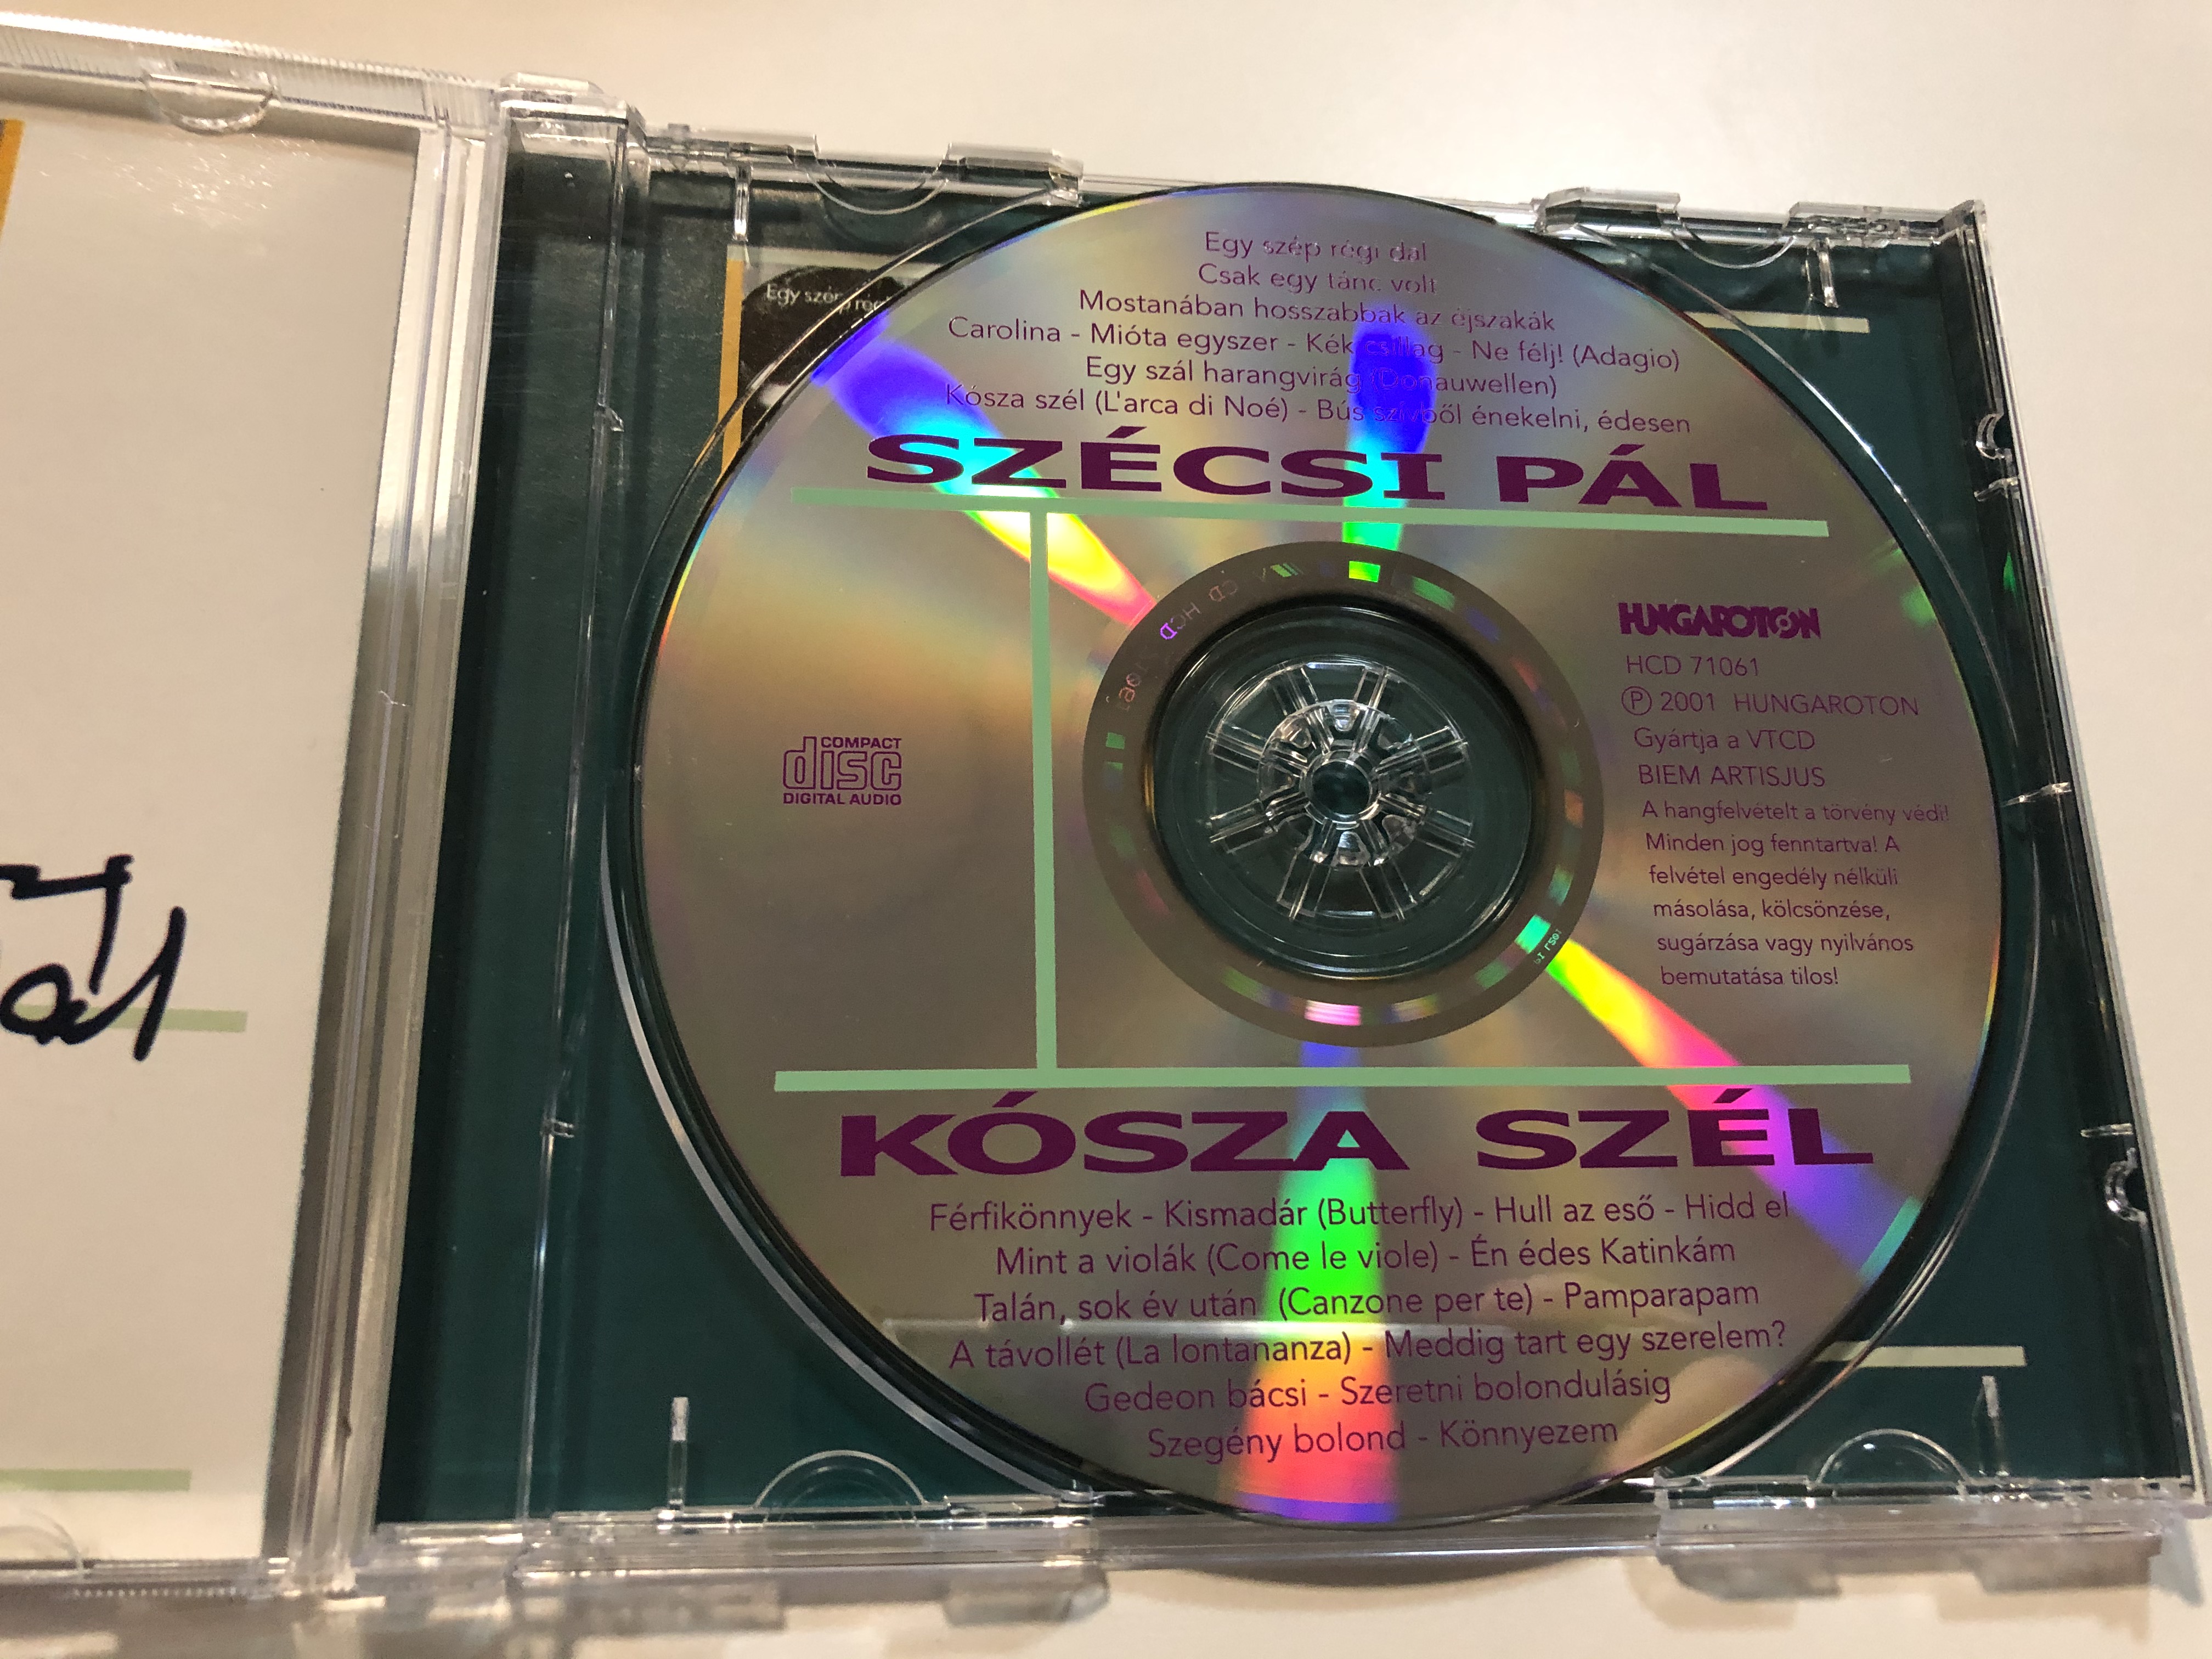 Egy szép régi dal
Csak egy tánc volt
Mostanában hosszabbak az éjszakák
Carolina - Mióta egyszer - Kék csillag - Ne félj! (Adagio)
Egy szál harangvirág (Donauwellen)
Kósza szél (L'arca di Noé) - Bús szívből énekelni, édesen
SZÉCSI PÁL
Egy szép
COMPACT
disc
DIGITAL AUDIO
HUNGAROTON
HCD 71061
Ⓟ 2001 HUNGAROTON
Gyártja a VTCD
BIEM ARTISJUS
A hangfelvételt a törvény védi!
Minden jog fenntartva! A
felvétel engedély nélküli
másolása, kölcsönzése,
sugárzása vagy nyilvános
bemutatása tilos!
KÓSZA SZÉL
Férfikönnyek - Kismadár (Butterfly) - Hull az eső - Hidd el
Mint a violák (Come le viole) - Én édes Katinkám
Talán, sok év után (Canzone per te) - Pamparapam
A távollét (La lontananza) - Meddig tart egy szerelem?
Gedeon bácsi - Szeretni bolondulásig
Szegény bolond - Könnyezem